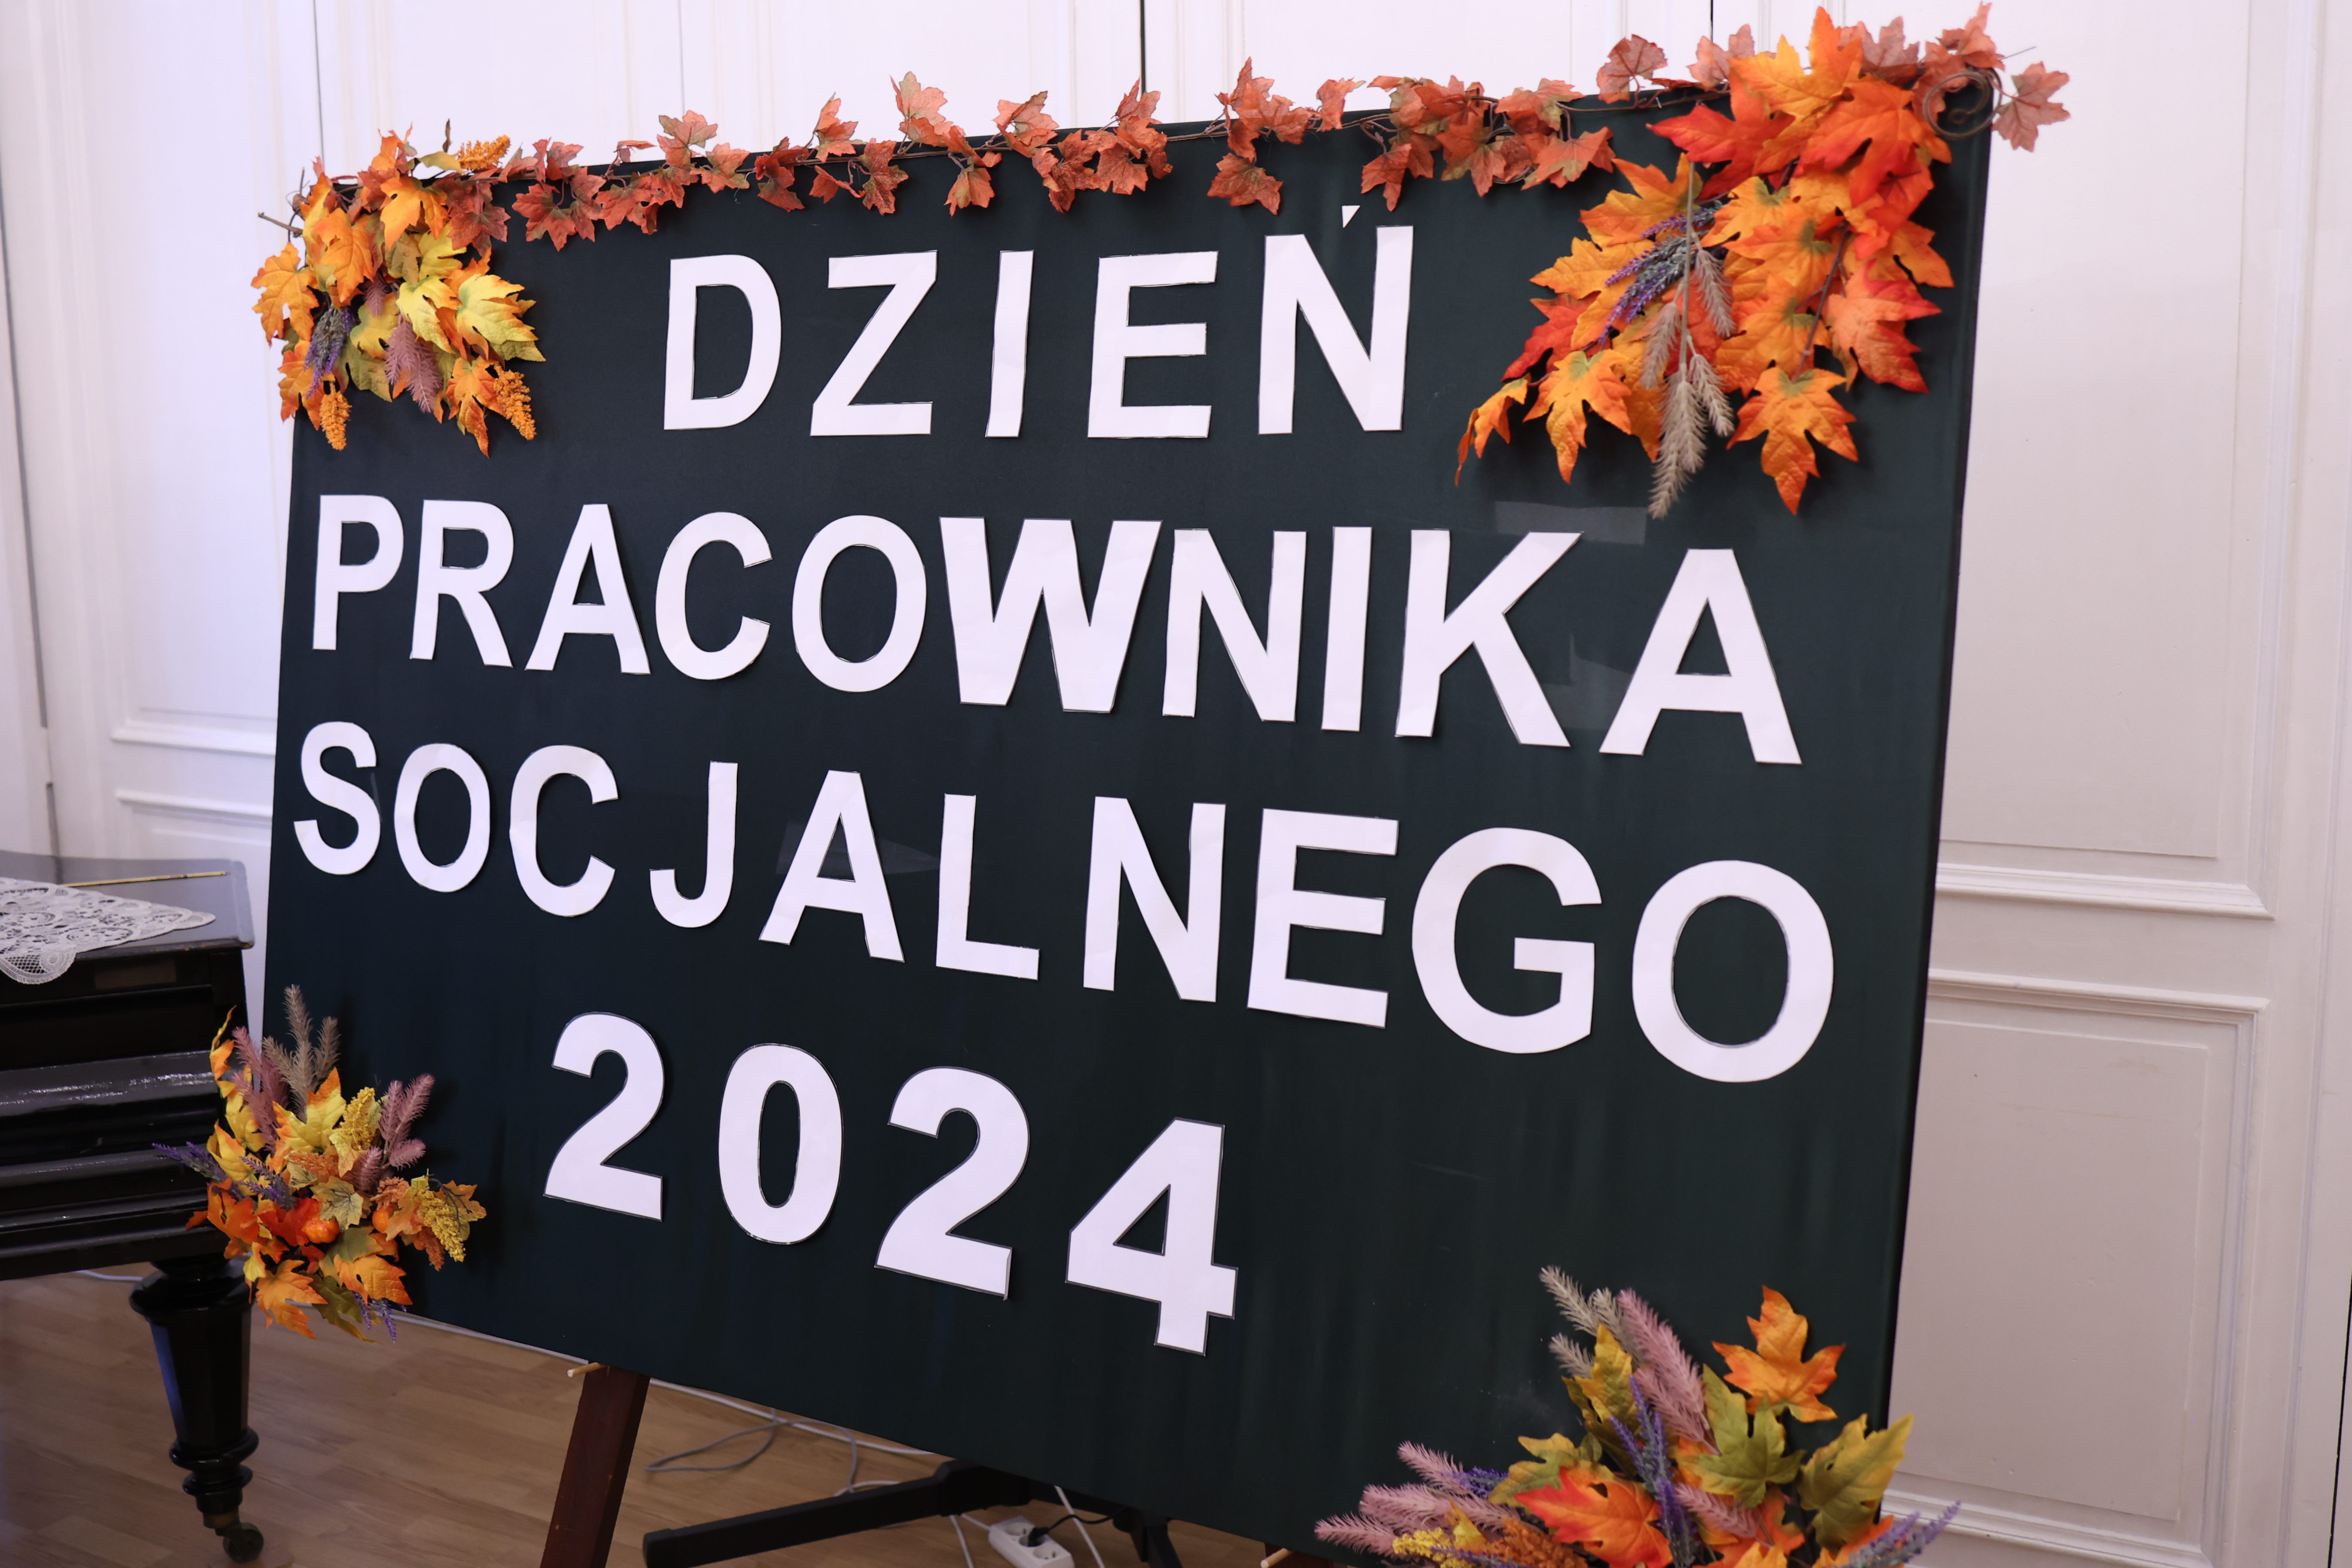 DZIEŃ
PRACOWNIKA
SOCJALNEGO
2024